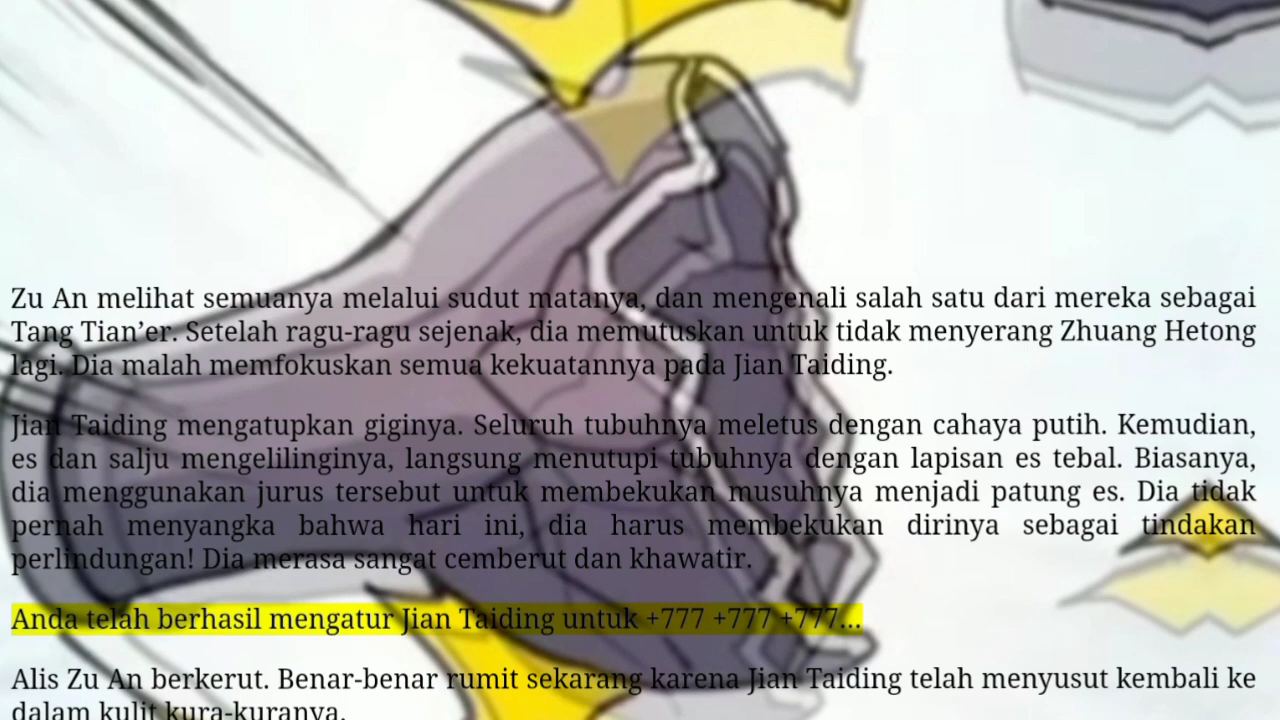 Zu An melihat semuanya melalui sudut matanya, dan mengenali salah satu dari mereka sebagai
Tang Tian’er. Setelah ragu-ragu sejenak, dia memutuskan untuk tidak menyerang Zhuang Hetong
lagi. Dia malah memfokuskan semua kekuatannya pada Jian Taiding.
Jian Taiding mengatupkan giginya. Seluruh tubuhnya meletus dengan cahaya putih. Kemudian,
es dan salju mengelilinginya, langsung menutupi tubuhnya dengan lapisan es tebal. Biasanya,
dia menggunakan jurus tersebut untuk membekukan musuhnya menjadi patung es. Dia tidak
pernah menyangka bahwa hari ini, dia harus membekukan dirinya sebagai tindakan
perlindungan! Dia merasa sangat cemberut dan khawatir.
Anda telah berhasil mengatur Jian Taiding untuk +777 +777 +777...
Alis Zu An berkerut. Benar-benar rumit sekarang karena Jian Taiding telah menyusut kembali ke
dalam kulit kura-kuranya.